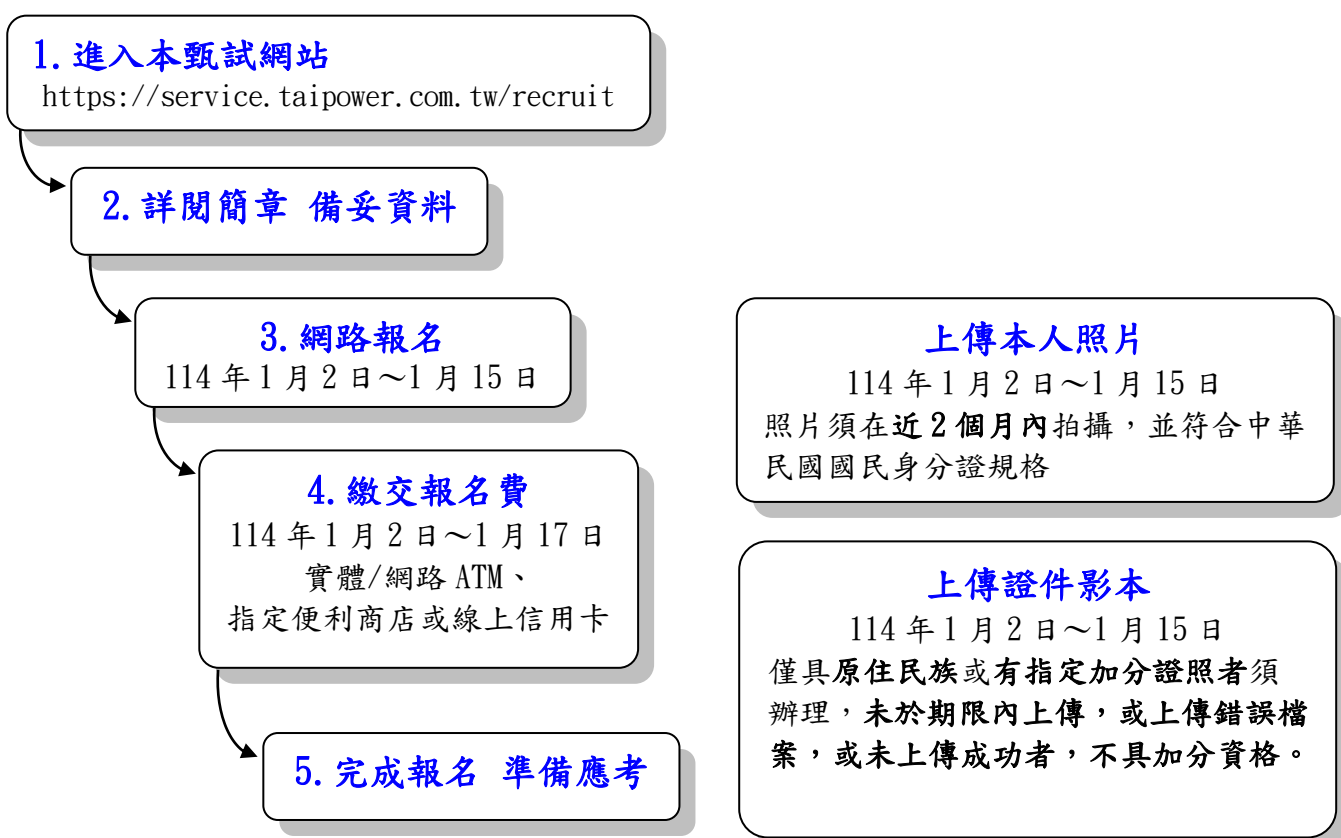 1.進入本甄試網站
https://service.taipower.com.tw/recruit
2.詳閱簡章 備妥資料
3.網路報名
114年1月2日～1月15日
4.繳交報名費
114年1月2日～1月17日
實體/網路 ATM、
指定便利商店或線上信用卡
5.完成報名 準備應考
上傳本人照片
114年1月2日～1月15日
照片須在近2個月內拍攝，並符合中華
民國國民身分證規格
上傳證件影本
114年1月2日～1月15日
僅具原住民族或有指定加分證照者須
辦理，未於期限內上傳，或上傳錯誤檔
案，或未上傳成功者，不具加分資格。